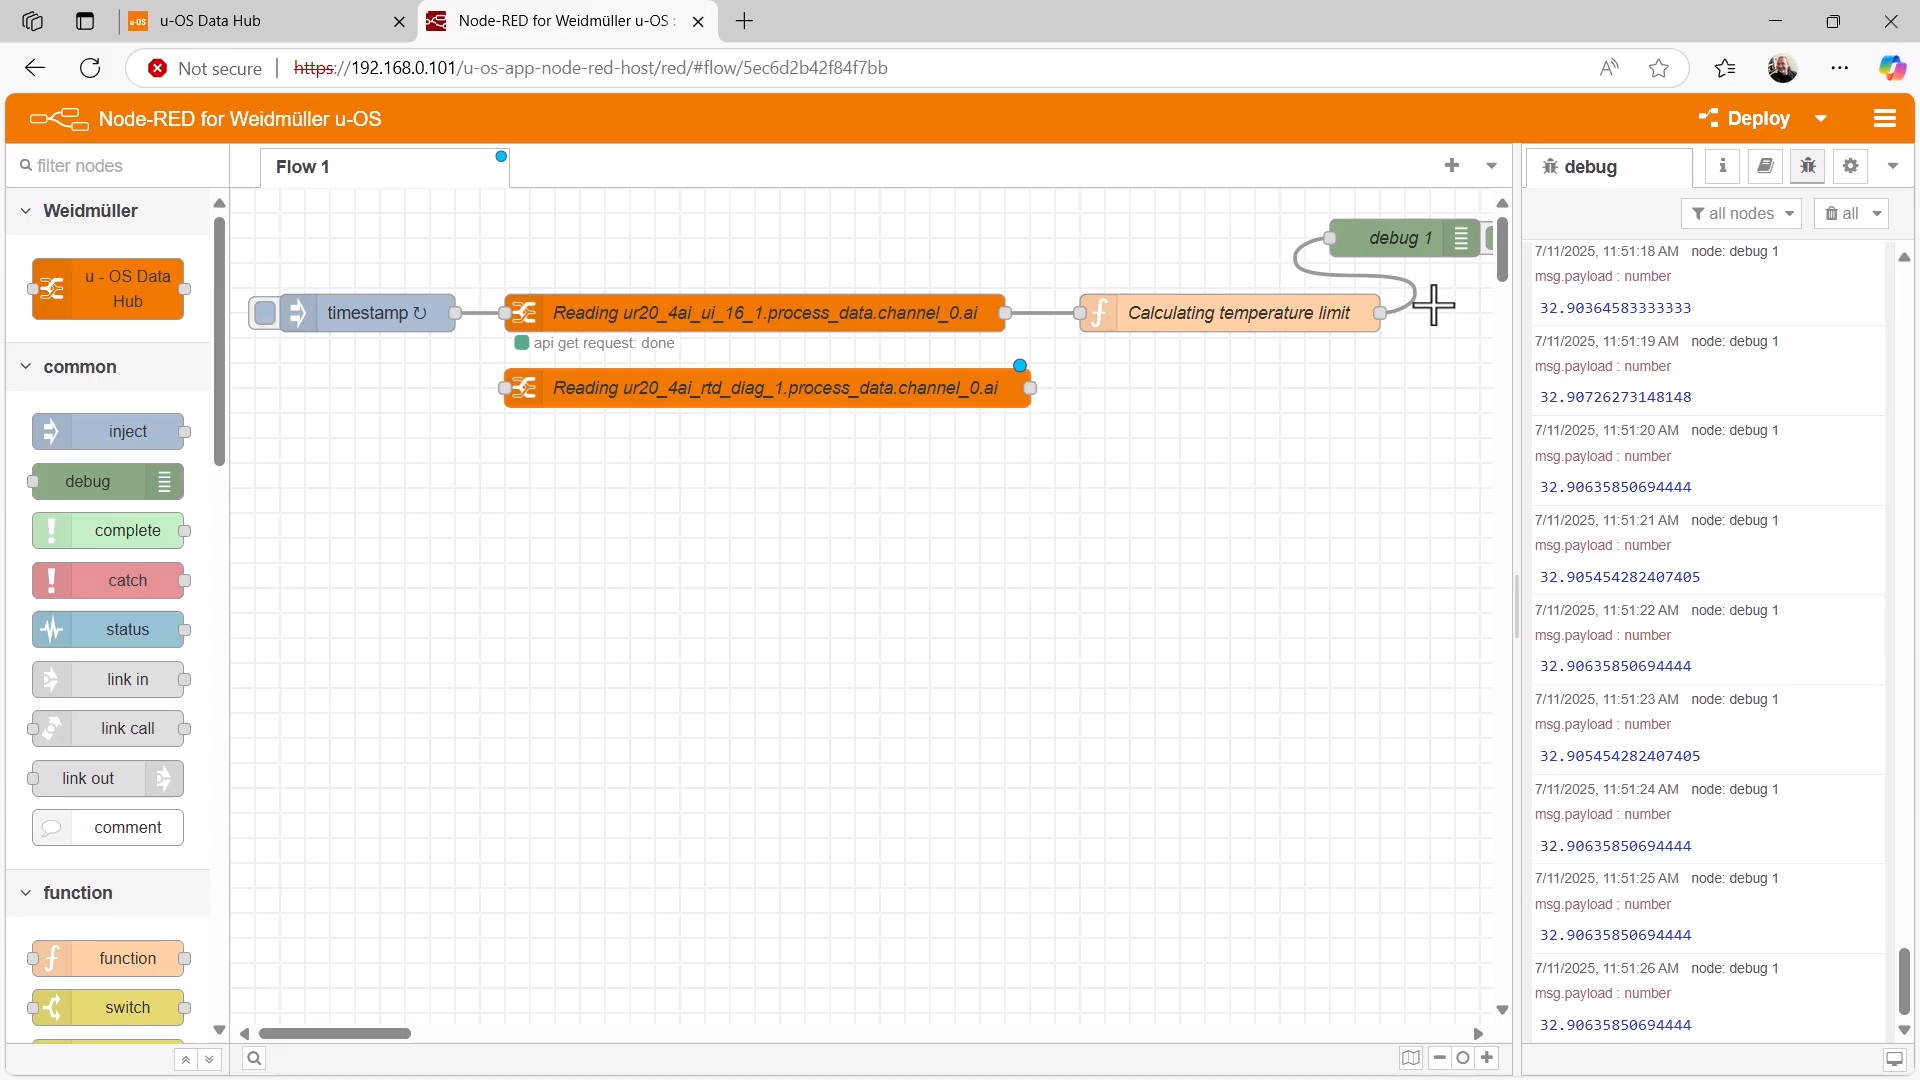 u-OS Data Hub
Node-RED for Weidmüller u-OS :
Not secure
https://192.168.0.101/u-os-app-node-red-host/red/#flow/5ec6d2b42f84f7bb
Node-RED for Weidmüller u-OS
Deploy
filter nodes
Flow 1
debug
all nodes
all
Weidmüller
u - OS Data
Hub
common
inject
debug
complete
catch
status
link in
link call
link out
comment
function
function
switch
timestamp ↻
Reading ur20_4ai_ui_16_1.process_data.channel_0.ai
api get request: done
Calculating temperature limit
debug 1
Reading ur20_4ai_rtd_diag_1.process_data.channel_0.ai
7/11/2025, 11:51:18 AM node: debug 1
msg.payload : number
32.90364583333333
7/11/2025, 11:51:19 AM node: debug 1
msg.payload : number
32.90726273148148
7/11/2025, 11:51:20 AM node: debug 1
msg.payload : number
32.90635850694444
7/11/2025, 11:51:21 AM node: debug 1
msg.payload : number
32.905454282407405
7/11/2025, 11:51:22 AM node: debug 1
msg.payload : number
32.90635850694444
7/11/2025, 11:51:23 AM node: debug 1
msg.payload : number
32.905454282407405
7/11/2025, 11:51:24 AM node: debug 1
msg.payload : number
32.90635850694444
7/11/2025, 11:51:25 AM node: debug 1
msg.payload : number
32.90635850694444
7/11/2025, 11:51:26 AM node: debug 1
msg.payload : number
32.90635850694444